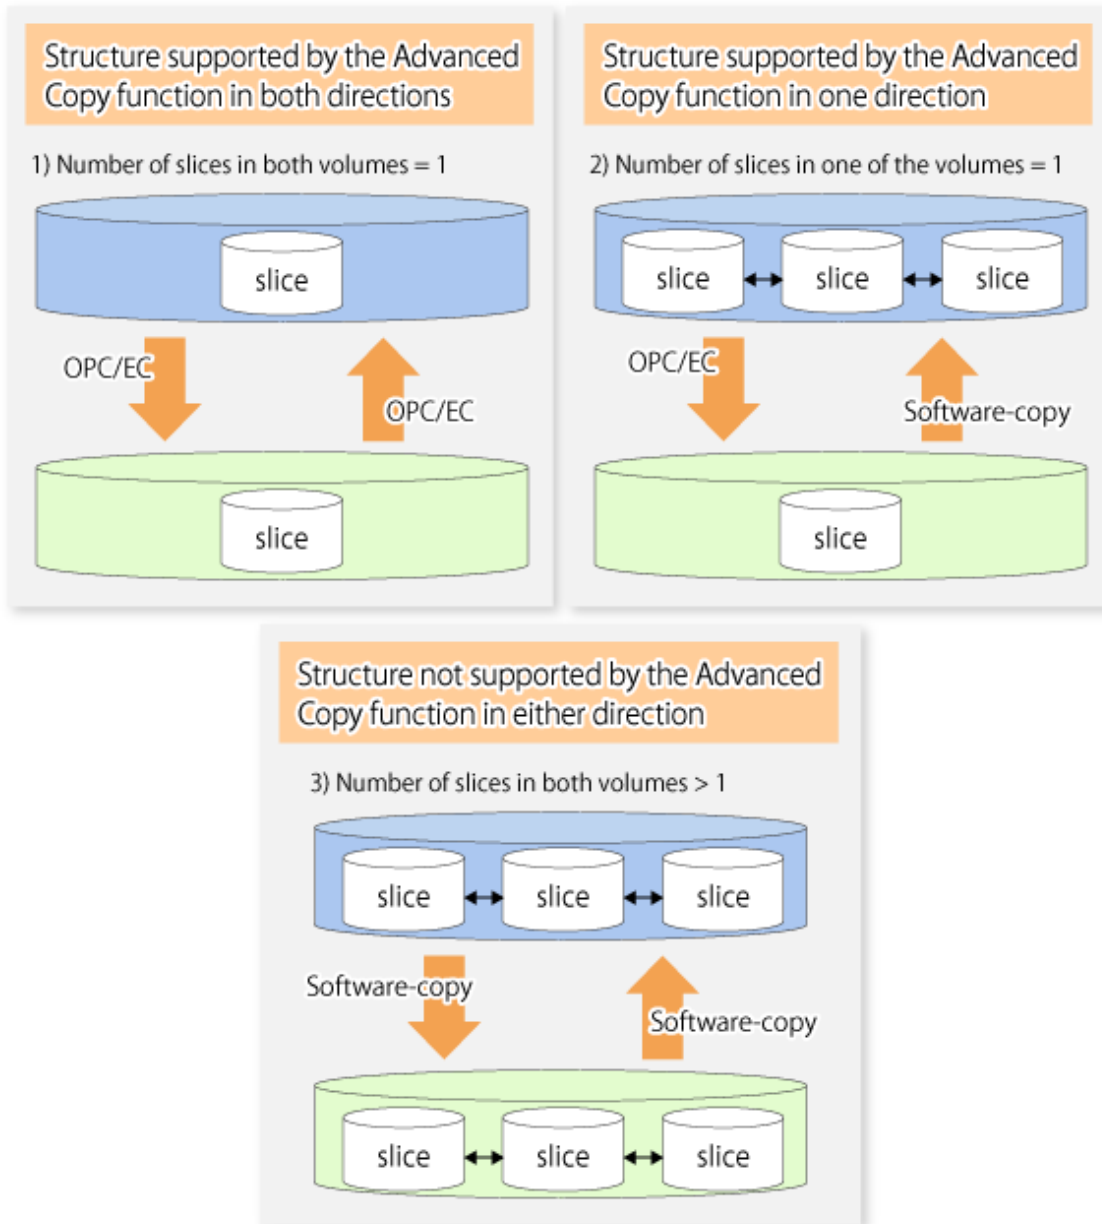 Structure supported by the Advanced
Copy function in both directions
1) Number of slices in both volumes = 1
slice
OPC/EC
OPC/EC
slice
Structure supported by the Advanced
Copy function in one direction
2) Number of slices in one of the volumes = 1
slice slice slice
OPC/EC
Software-copy
slice
Structure not supported by the Advanced
Copy function in either direction
3) Number of slices in both volumes > 1
slice slice slice
Software-copy
Software-copy
slice slice slice